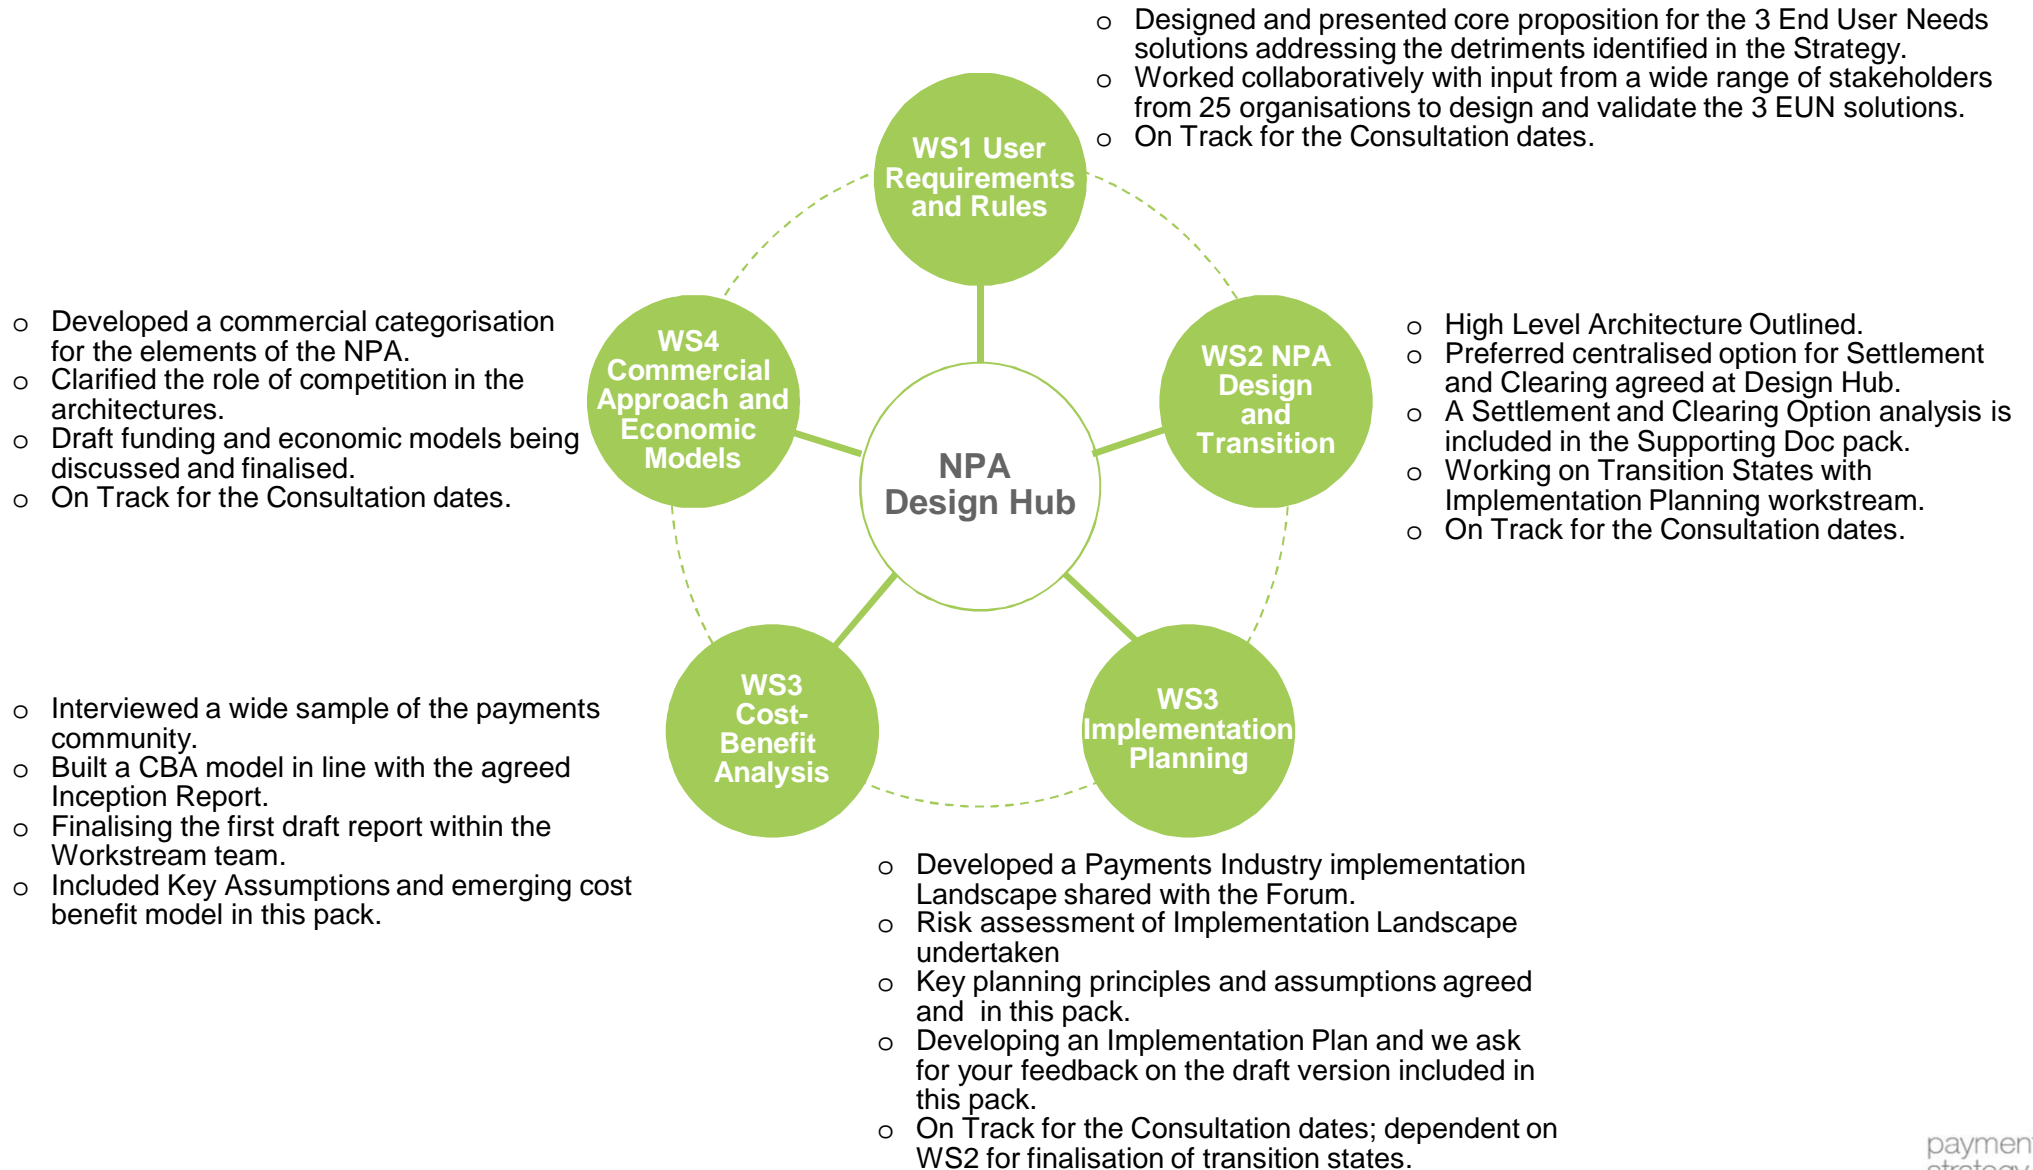 o Designed and presented core proposition for the 3 End User Needs
solutions addressing the detriments identified in the Strategy.
o Worked collaboratively with input from a wide range of stakeholders
from 25 organisations to design and validate the 3 EUN solutions.
o On Track for the Consultation dates.
WS1 User
Requirements
and Rules
o Developed a commercial categorisation
for the elements of the NPA.
o Clarified the role of competition in the
architectures.
o Draft funding and economic models being
discussed and finalised.
o On Track for the Consultation dates.
WS4
Commercial
Approach and
Economic
Models
NPA
Design Hub
WS2 NPA
Design
and
Transition
o High Level Architecture Outlined.
o Preferred centralised option for Settlement
and Clearing agreed at Design Hub.
o A Settlement and Clearing Option analysis is
included in the Supporting Doc pack.
o Working on Transition States with
Implementation Planning workstream.
o On Track for the Consultation dates.
o Interviewed a wide sample of the payments
community.
o Built a CBA model in line with the agreed
Inception Report.
o Finalising the first draft report within the
Workstream team.
o Included Key Assumptions and emerging cost
benefit model in this pack.
WS3
Cost-
Benefit
Analysis
WS3
Implementation
Planning
o Developed a Payments Industry implementation
Landscape shared with the Forum.
o Risk assessment of Implementation Landscape
undertaken
o Key planning principles and assumptions agreed
and in this pack.
o Developing an Implementation Plan and we ask
for your feedback on the draft version included in
this pack.
o On Track for the Consultation dates; dependent on
WS2 for finalisation of transition states.
paymen